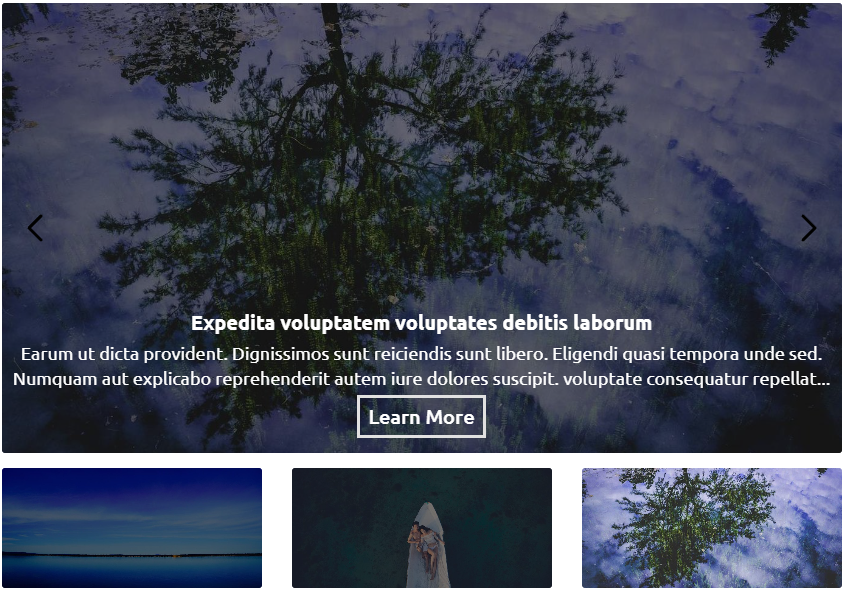 Expedita voluptatem voluptates debitis laborum
Earum ut dicta provident. Dignissimos sunt reiciendis sunt libero. Eligendi quasi tempora unde sed.
Numquam aut explicabo reprehenderit autem iure dolores suscipit. voluptate consequatur repellat...
Learn More